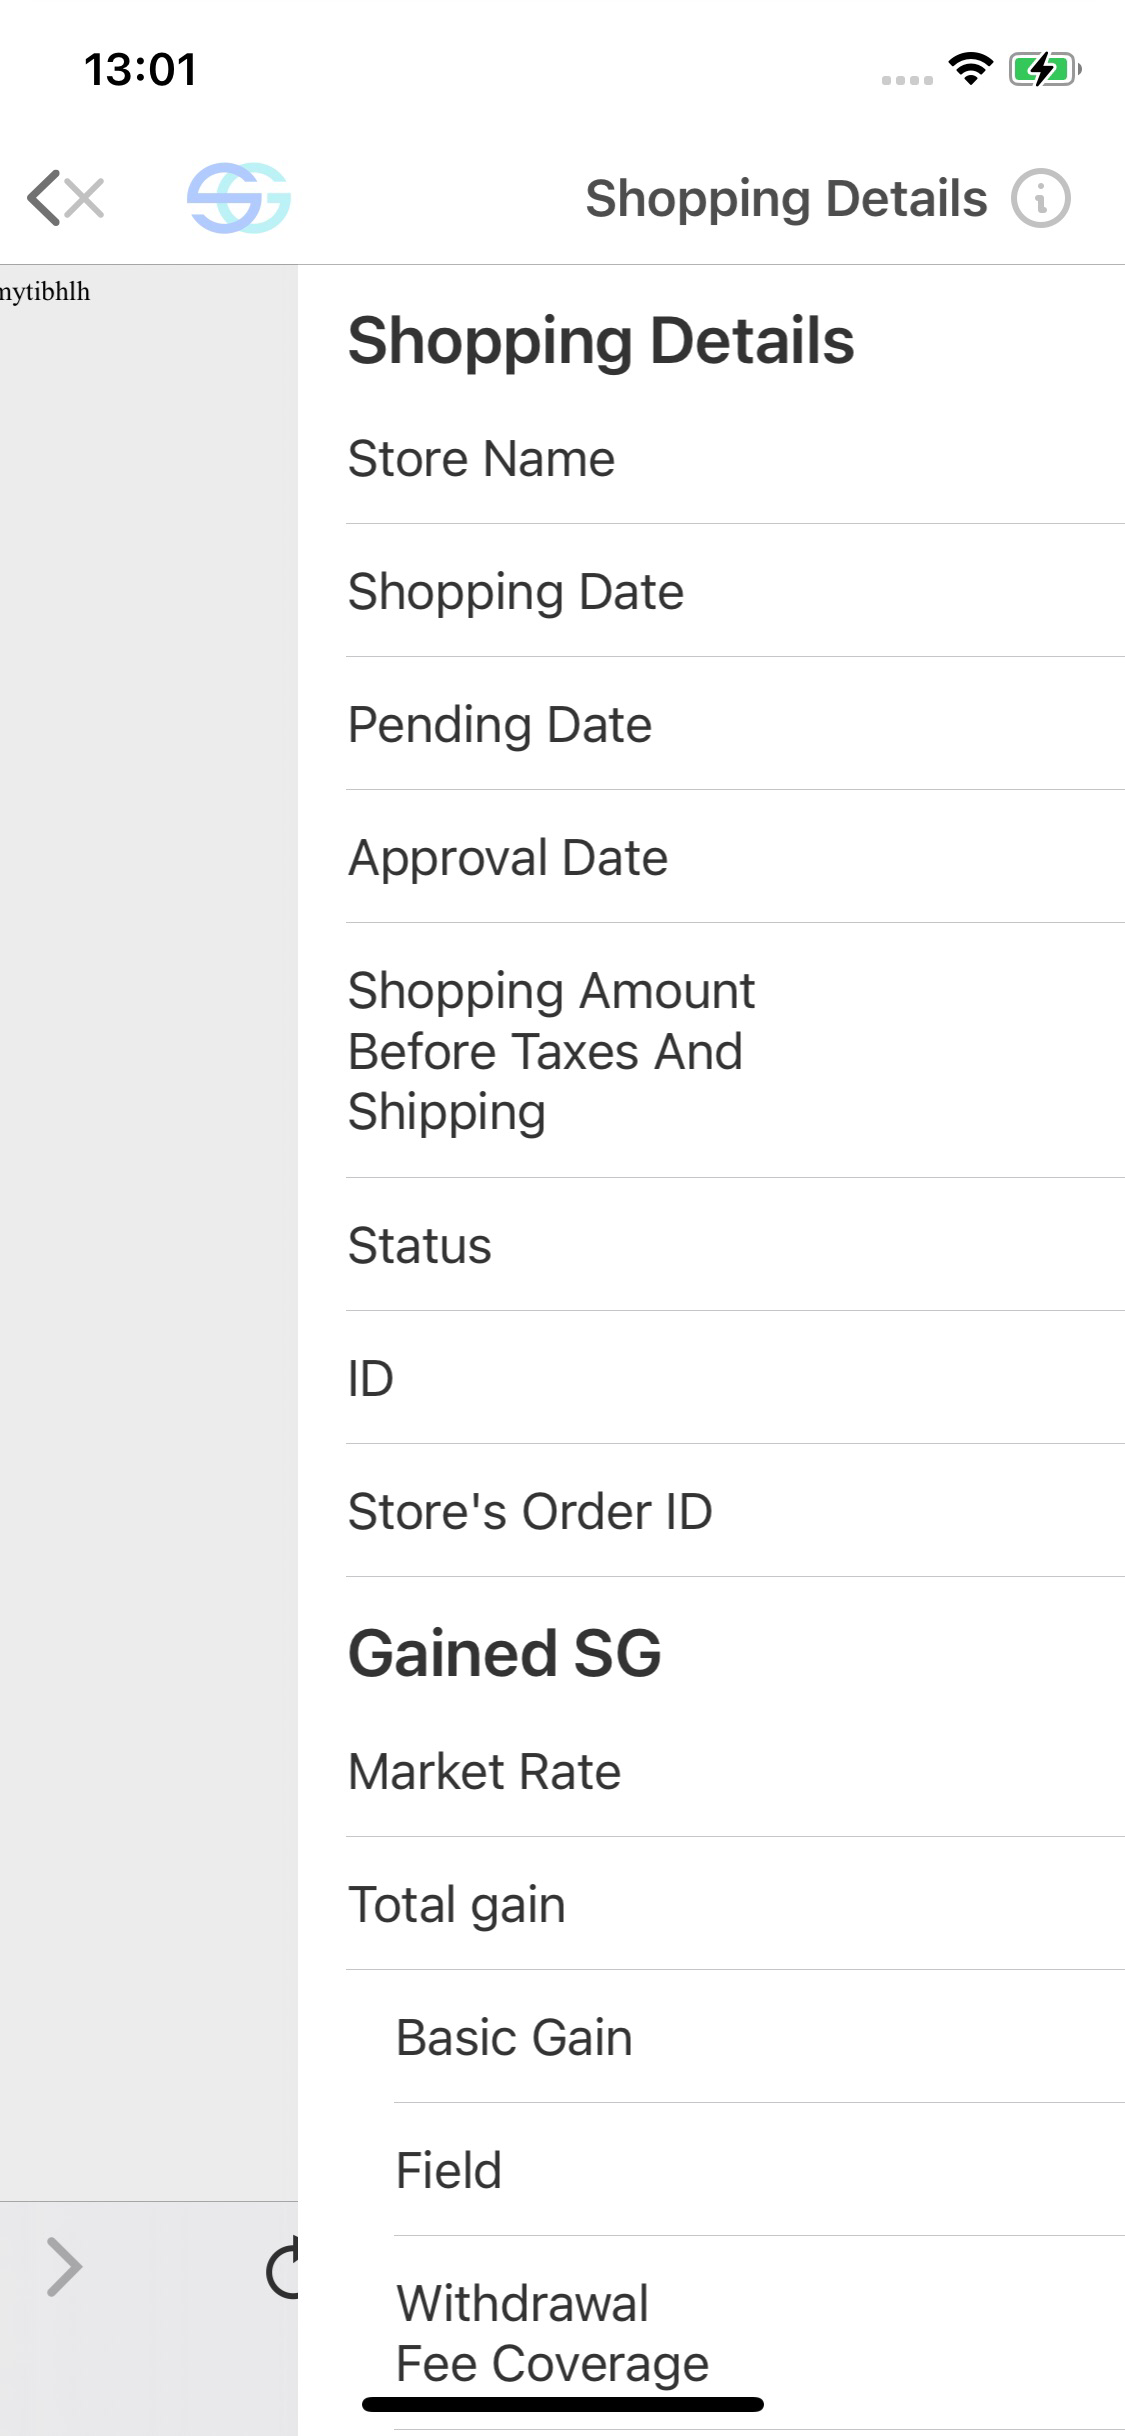 13:01
SG
Shopping Details
Shopping Details
Store Name
Shopping Date
Pending Date
Approval Date
Shopping Amount
Before Taxes And
Shipping
Status
ID
Store's Order ID
Gained SG
Market Rate
Total gain
Basic Gain
Field
Withdrawal
Fee Coverage